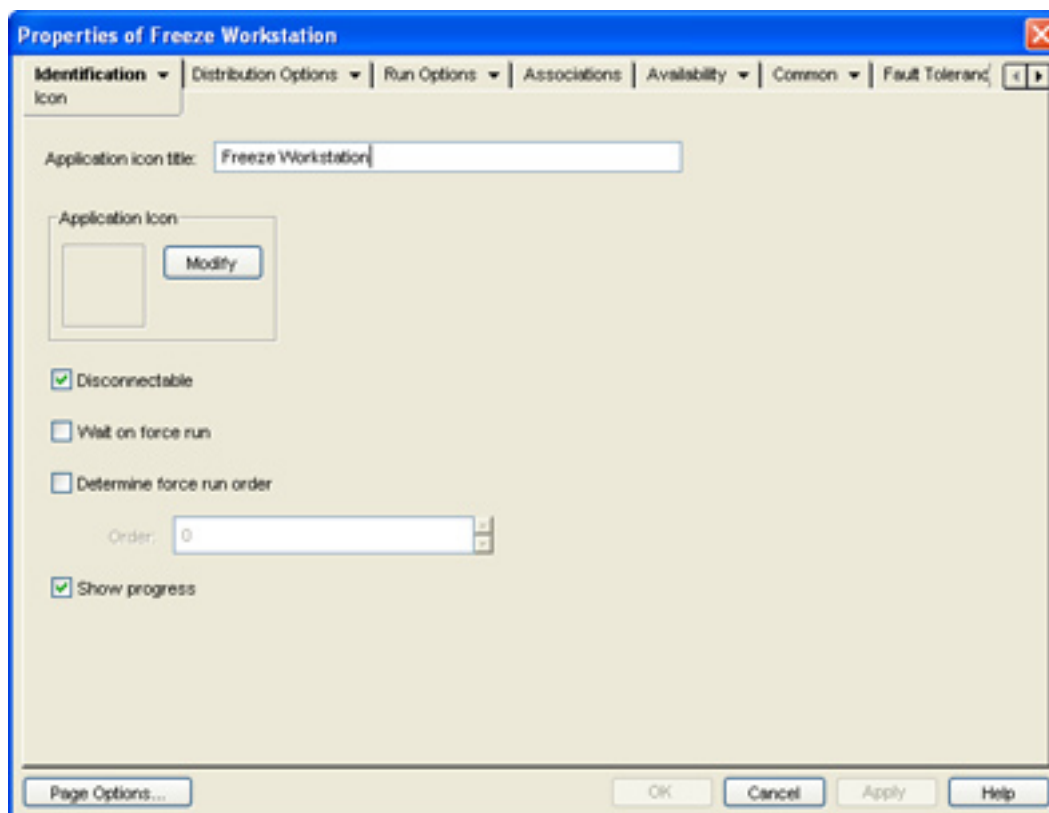 Properties of Freeze Workstation
Identification Distribution Options Run Options Associations Availability Common Fault Toleranc
Icon
Application icon title: Freeze Workstation
Application Icon
Modify
Disconnectable
Wait on force run
Determine force run order
Order: 0
Show progress
Page Options... OK Cancel Apply Help